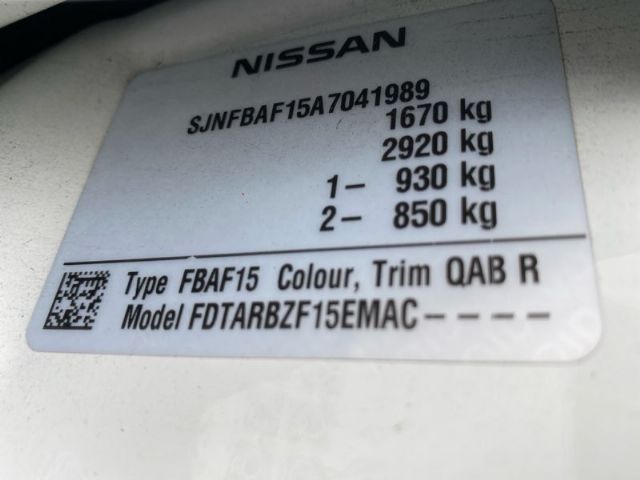 NISSAN
SJNFBAF15A7041989
1670 kg
2920 kg
1– 930 kg
2– 850 kg
Type FBAF15 Colour, Trim QAB R
Model FDTARBZF15EMAC– – – –